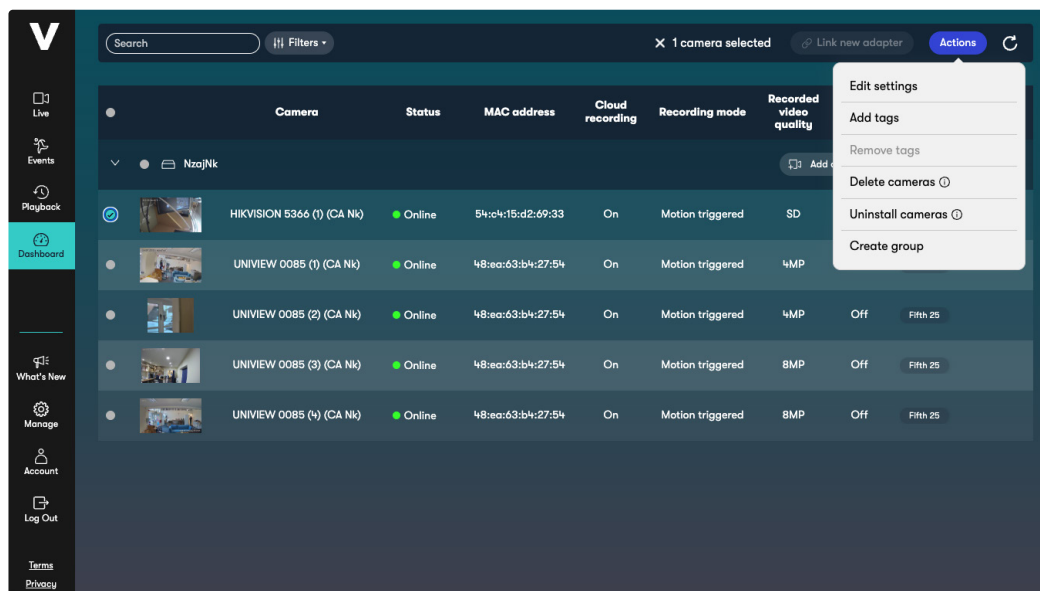 V
Search
Filters
1 camera selected
Link new adapter
Actions
Edit settings
Add tags
Remove tags
Delete cameras
Uninstall cameras
Create group
Live
Events
Playback
Dashboard
What's New
Manage
Account
Log Out
Terms
Privacy
Camera Status MAC address Cloud recording Recording mode Recorded video quality
NzajNk
Add
HIKVISION 5366 (1) (CA Nk) Online 54:c4:15:d2:69:33 On Motion triggered SD
UNIVIEW 0085 (1) (CA Nk) Online 48:ea:63:b4:27:54 On Motion triggered 4MP
UNIVIEW 0085 (2) (CA Nk) Online 48:ea:63:b4:27:54 On Motion triggered 4MP Off Fifth 25
UNIVIEW 0085 (3) (CA Nk) Online 48:ea:63:b4:27:54 On Motion triggered 8MP Off Fifth 25
UNIVIEW 0085 (4) (CA Nk) Online 48:ea:63:b4:27:54 On Motion triggered 8MP Off Fifth 25